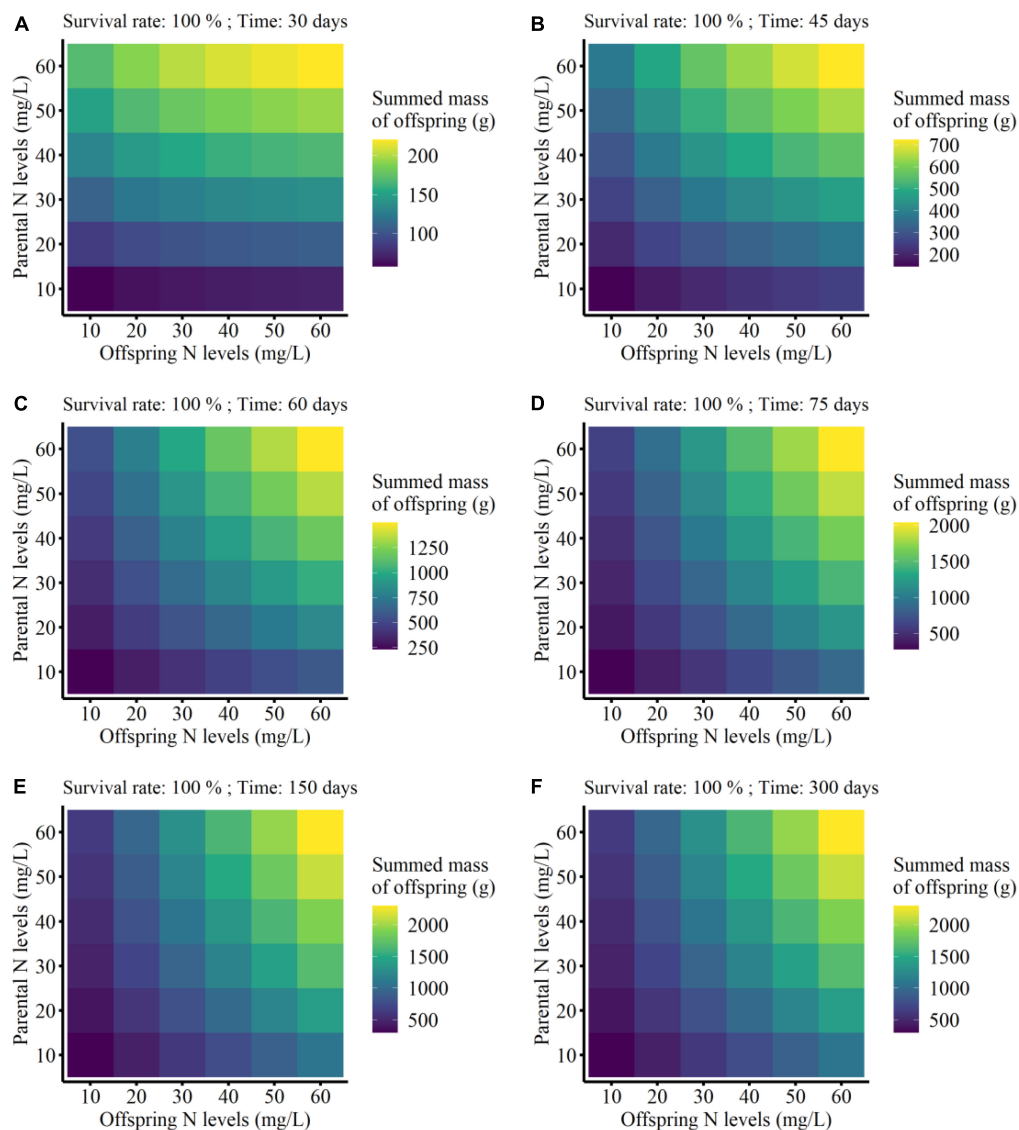 A
Survival rate: 100 % ; Time: 30 days
Parental N levels (mg/L)
60
50
40
30
20
10
10 20 30 40 50 60
Offspring N levels (mg/L)
Summed mass
of offspring (g)
200
150
100
B
Survival rate: 100 % ; Time: 45 days
Parental N levels (mg/L)
60
50
40
30
20
10
10 20 30 40 50 60
Offspring N levels (mg/L)
Summed mass
of offspring (g)
700
600
500
400
300
200
C
Survival rate: 100 % ; Time: 60 days
Parental N levels (mg/L)
60
50
40
30
20
10
10 20 30 40 50 60
Offspring N levels (mg/L)
Summed mass
of offspring (g)
1250
1000
750
500
250
D
Survival rate: 100 % ; Time: 75 days
Parental N levels (mg/L)
60
50
40
30
20
10
10 20 30 40 50 60
Offspring N levels (mg/L)
Summed mass
of offspring (g)
2000
1500
1000
500
E
Survival rate: 100 % ; Time: 150 days
Parental N levels (mg/L)
60
50
40
30
20
10
10 20 30 40 50 60
Offspring N levels (mg/L)
Summed mass
of offspring (g)
2000
1500
1000
500
F
Survival rate: 100 % ; Time: 300 days
Parental N levels (mg/L)
60
50
40
30
20
10
10 20 30 40 50 60
Offspring N levels (mg/L)
Summed mass
of offspring (g)
2000
1500
1000
500